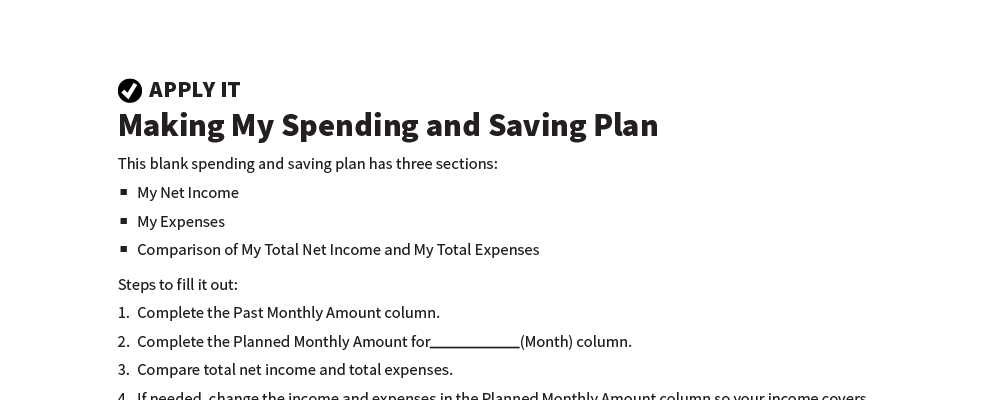 APPLY IT
Making My Spending and Saving Plan
This blank spending and saving plan has three sections:
▪ My Net Income
▪ My Expenses
▪ Comparison of My Total Net Income and My Total Expenses
Steps to fill it out:
1. Complete the Past Monthly Amount column.
2. Complete the Planned Monthly Amount for__________(Month) column.
3. Compare total net income and total expenses.
4. If needed, change the income and expenses in the Planned Monthly Amount column so your income covers